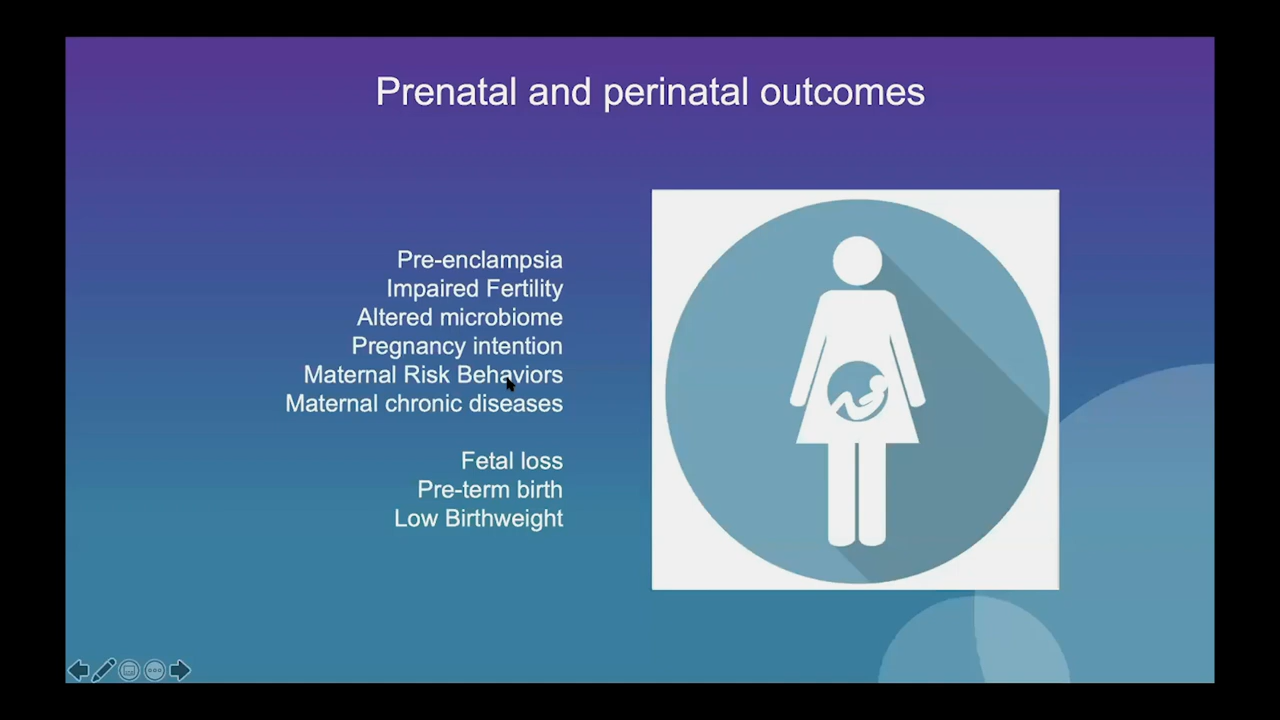 Prenatal and perinatal outcomes
Pre-enclampsia
Impaired Fertility
Altered microbiome
Pregnancy intention
Maternal Risk Behaviors
Maternal chronic diseases
Fetal loss
Pre-term birth
Low Birthweight